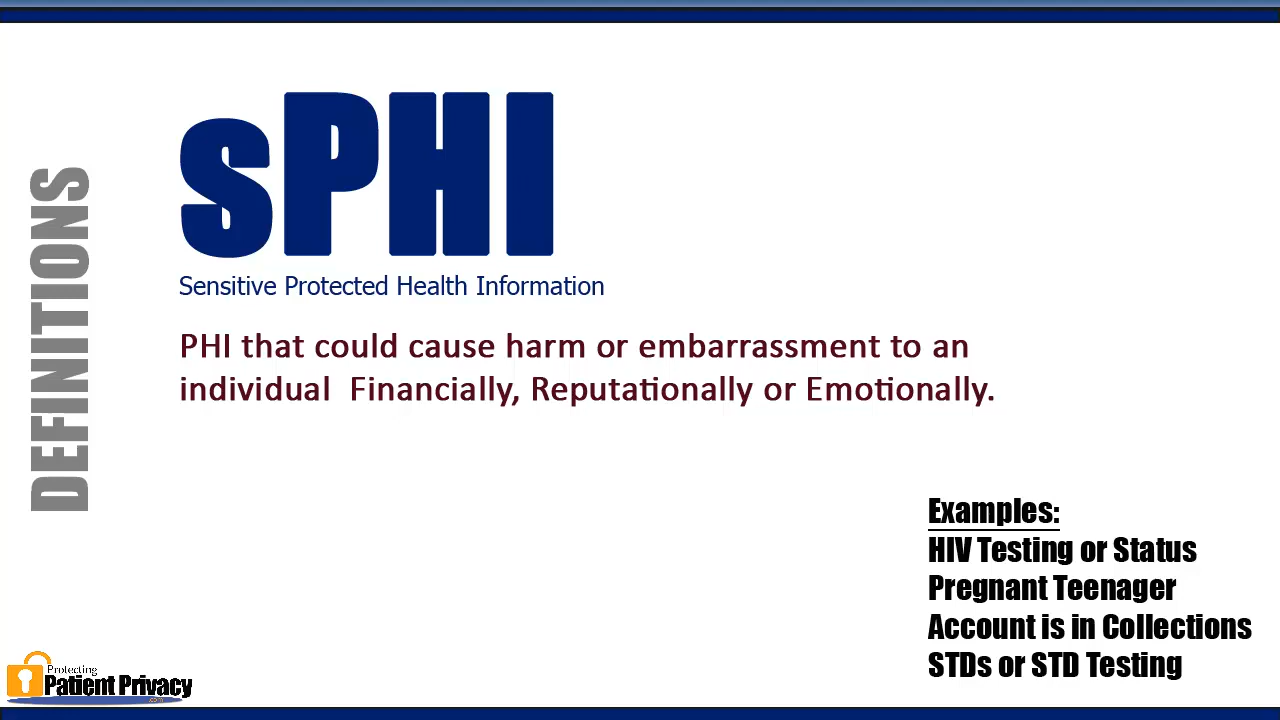 DEFINITIONS
sPHI
Sensitive Protected Health Information
PHI that could cause harm or embarrassment to an
individual  Financially, Reputationally or Emotionally.
Examples:
HIV Testing or Status
Pregnant Teenager
Account is in Collections
STDs or STD Testing
Protecting
Patient Privacy
.com